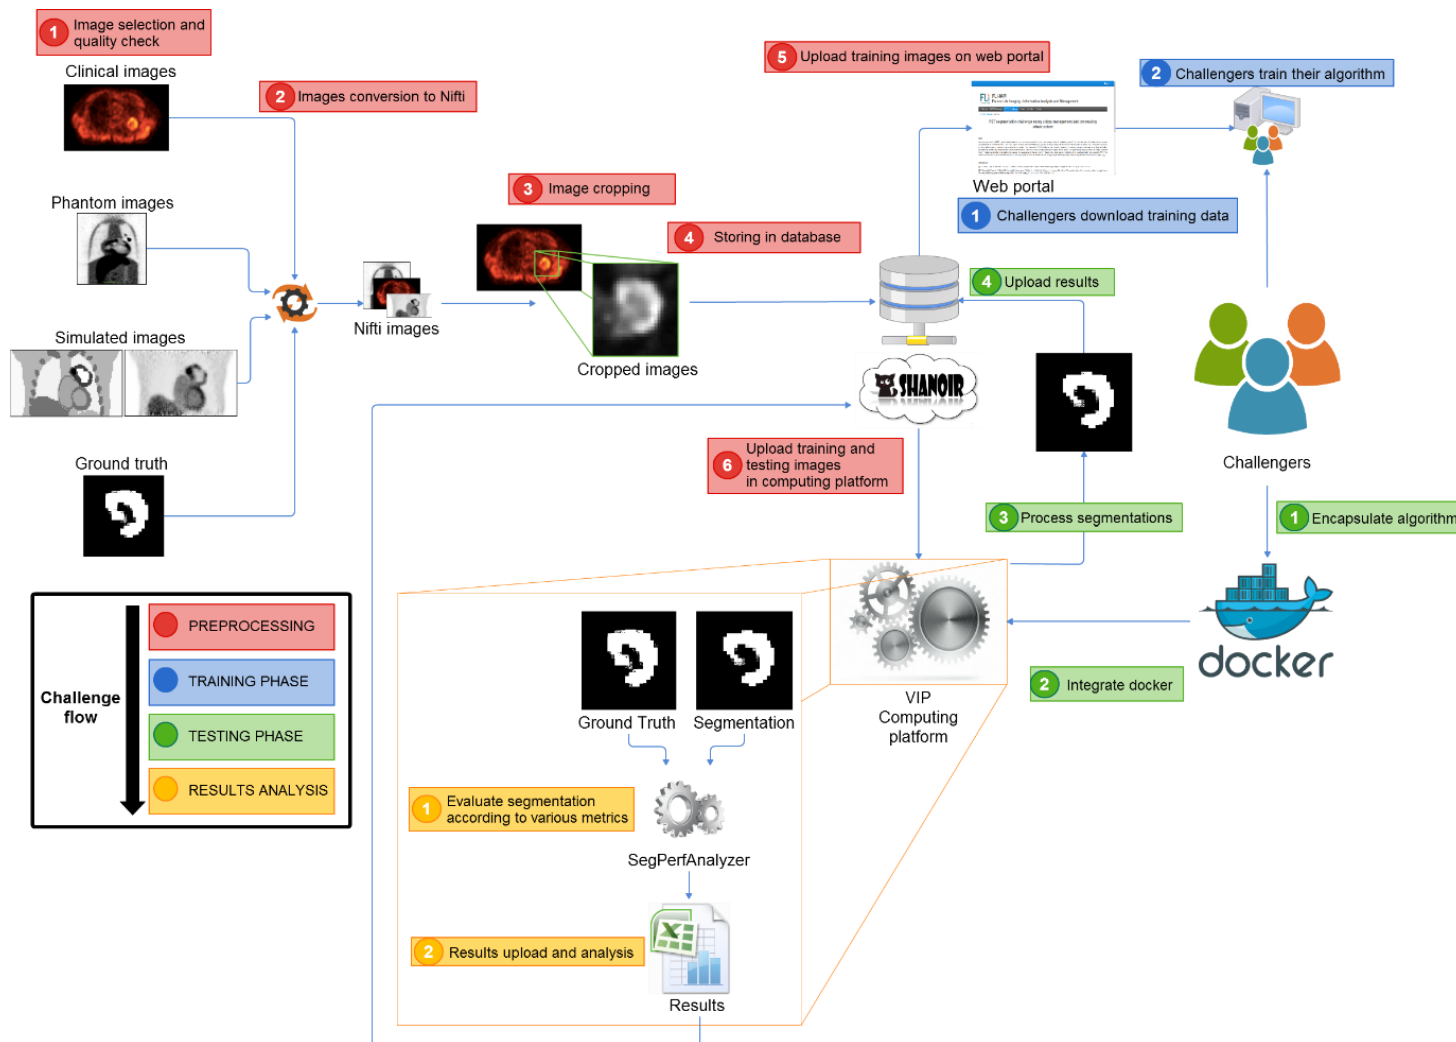 1 Image selection and
quality check
Clinical images
2 Images conversion to Nifti
Phantom images
Simulated images
Ground truth
Nifti images
3 Image cropping
Cropped images
4 Storing in database
5 Upload training images on web portal
Web portal
2 Challengers train their algorithm
1 Challengers download training data
4 Upload results
SHANOIR
6 Upload training and
testing images
in computing platform
Challengers
3 Process segmentations
1 Encapsulate algorithm
docker
2 Integrate docker
VIP
Computing
platform
Ground Truth
Segmentation
1 Evaluate segmentation
according to various metrics
SegPerfAnalyzer
2 Results upload and analysis
Results
Challenge
flow
PREPROCESSING
TRAINING PHASE
TESTING PHASE
RESULTS ANALYSIS